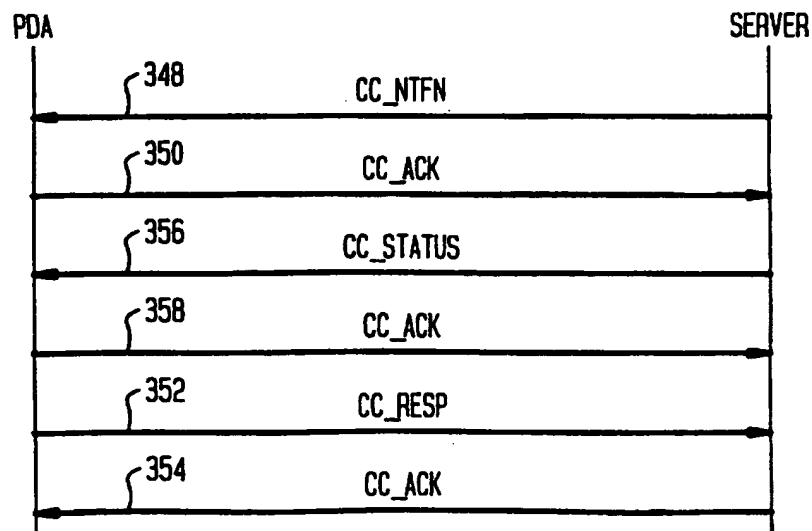 PDA SERVER
348 CC_NTFN
350 CC_ACK
356 CC_STATUS
358 CC_ACK
352 CC_RESP
354 CC_ACK